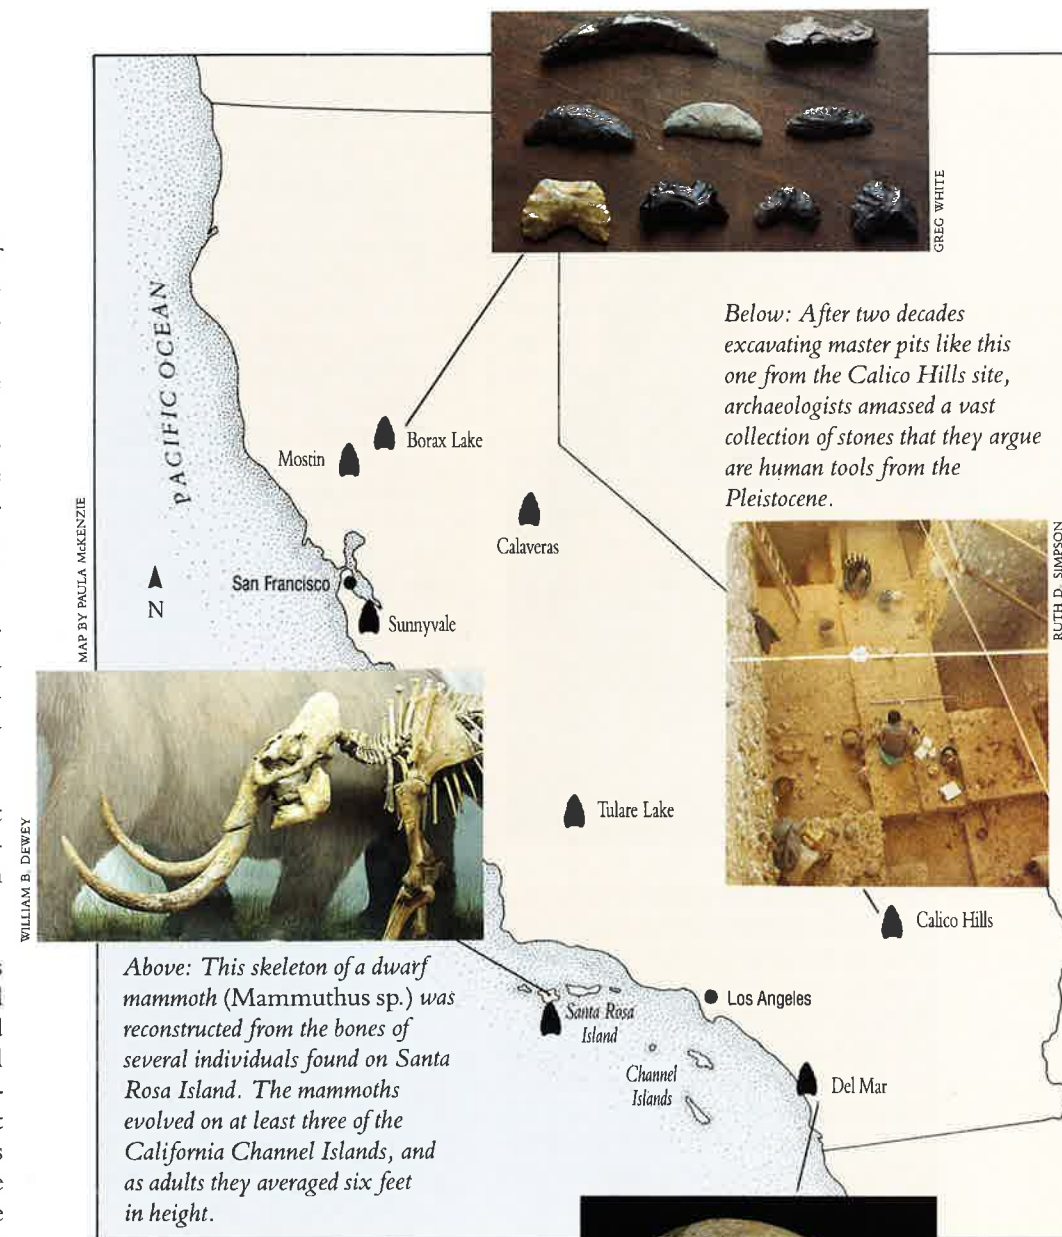 GREG WHITE
PACIFIC OCEAN
Below: After two decades
excavating master pits like this
one from the Calico Hills site,
archaeologists amassed a vast
collection of stones that they argue
are human tools from the
Pleistocene.
Borax Lake
Mostin
Calaveras
MAP BY PAULA McKENZIE
RUTH D. SIMPSON
San Francisco
N
Sunnyvale
Tulare Lake
WILLIAM B. DEWEY
Calico Hills
Above: This skeleton of a dwarf
mammoth (Mammuthus sp.) was
reconstructed from the bones of
several individuals found on Santa
Rosa Island. The mammoths
evolved on at least three of the
California Channel Islands, and
as adults they averaged six feet
in height.
Los Angeles
Santa Rosa
Island
Channel
Islands
Del Mar